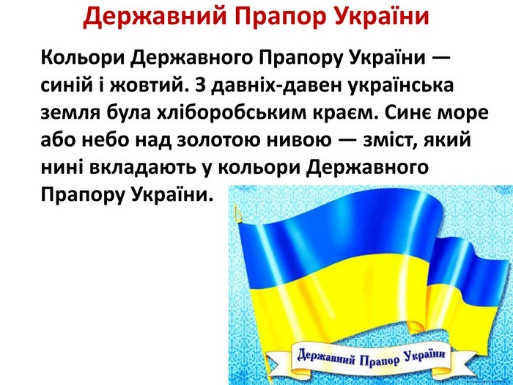 Державний Прапор України
Кольори Державного Прапору України —
синій і жовтий. З давніх-давен українська
земля була хліборобським краєм. Синє море
або небо над золотою нивою — зміст, який
нині вкладають у кольори Державного
Прапору України.
Державний Прапор України